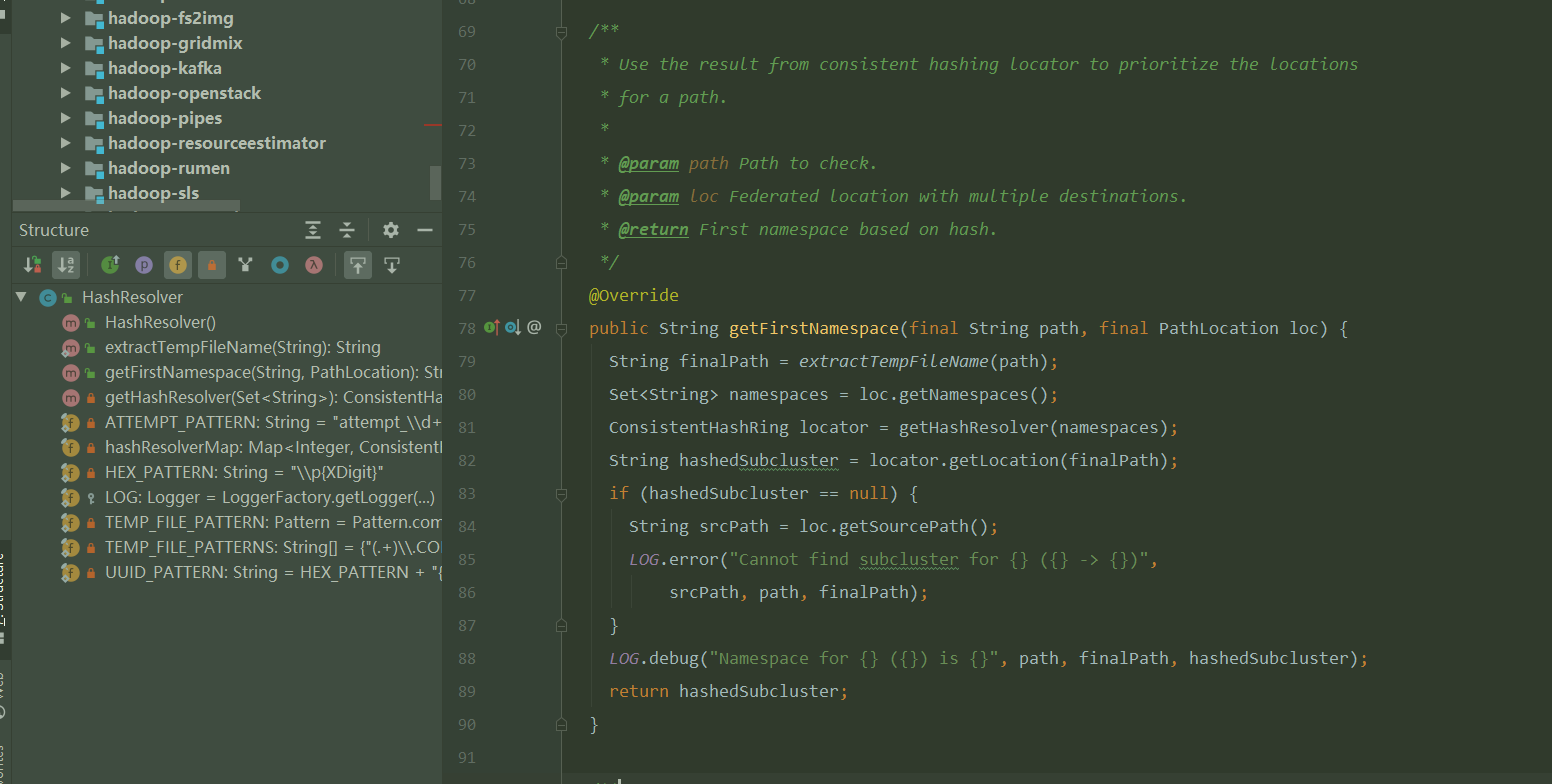 hadoop-fs2img
hadoop-gridmix
hadoop-kafka
hadoop-openstack
hadoop-pipes
hadoop-resourceestimator
hadoop-rumen
hadoop-sls
Structure
HashResolver
HashResolver()
extractTempFileName(String): String
getFirstNamespace(String, PathLocation): Str
getHashResolver(Set<String>): ConsistentHa
ATTEMPT_PATTERN: String = "attempt_\\d+
hashResolverMap: Map<Integer, ConsistentH
HEX_PATTERN: String = "\\p{XDigit}"
LOG: Logger = LoggerFactory.getLogger(...)
TEMP_FILE_PATTERN: Pattern = Pattern.com
TEMP_FILE_PATTERNS: String[] = {"(.+)\\.COP
UUID_PATTERN: String = HEX_PATTERN + "{
69 /**
70 * Use the result from consistent hashing locator to prioritize the locations
71 * for a path.
72 *
73 * @param path Path to check.
74 * @param loc Federated location with multiple destinations.
75 * @return First namespace based on hash.
76 */
77 @Override
78 @ public String getFirstNamespace(final String path, final PathLocation loc) {
79 String finalPath = extractTempFileName(path);
80 Set<String> namespaces = loc.getNamespaces();
81 ConsistentHashRing locator = getHashResolver(namespaces);
82 String hashedSubcluster = locator.getLocation(finalPath);
83 if (hashedSubcluster == null) {
84 String srcPath = loc.getSourcePath();
85 LOG.error("Cannot find subcluster for {} ({} -> {})",
86 srcPath, path, finalPath);
87 }
88 LOG.debug("Namespace for {} ({}) is {}", path, finalPath, hashedSubcluster);
89 return hashedSubcluster;
90 }
91